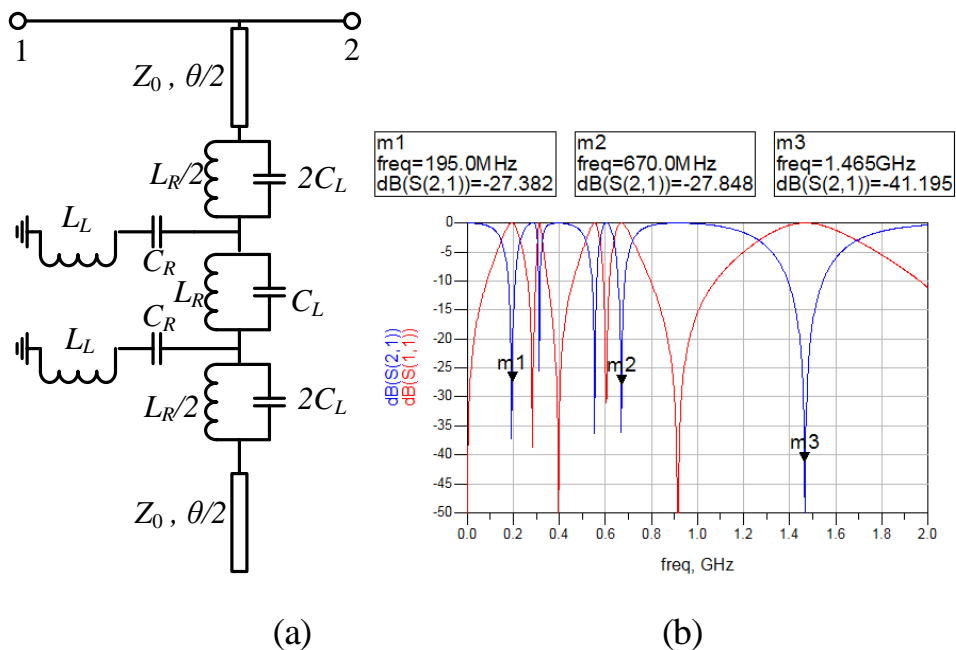 1
2
Z0 , θ/2
LR/2
2CL
LL
CR
LR
CL
CR
LL
LR/2
2CL
Z0 , θ/2
(a)
m1
freq=195.0MHz
dB(S(2,1))=-27.382
m2
freq=670.0MHz
dB(S(2,1))=-27.848
m3
freq=1.465GHz
dB(S(2,1))=-41.195
0
-5
-10
-15
-20
-25
-30
-35
-40
-45
-50
dB(S(2,1))
dB(S(1,1))
m1
m2
m3
0.0
0.2
0.4
0.6
0.8
1.0
1.2
1.4
1.6
1.8
2.0
freq, GHz
(b)